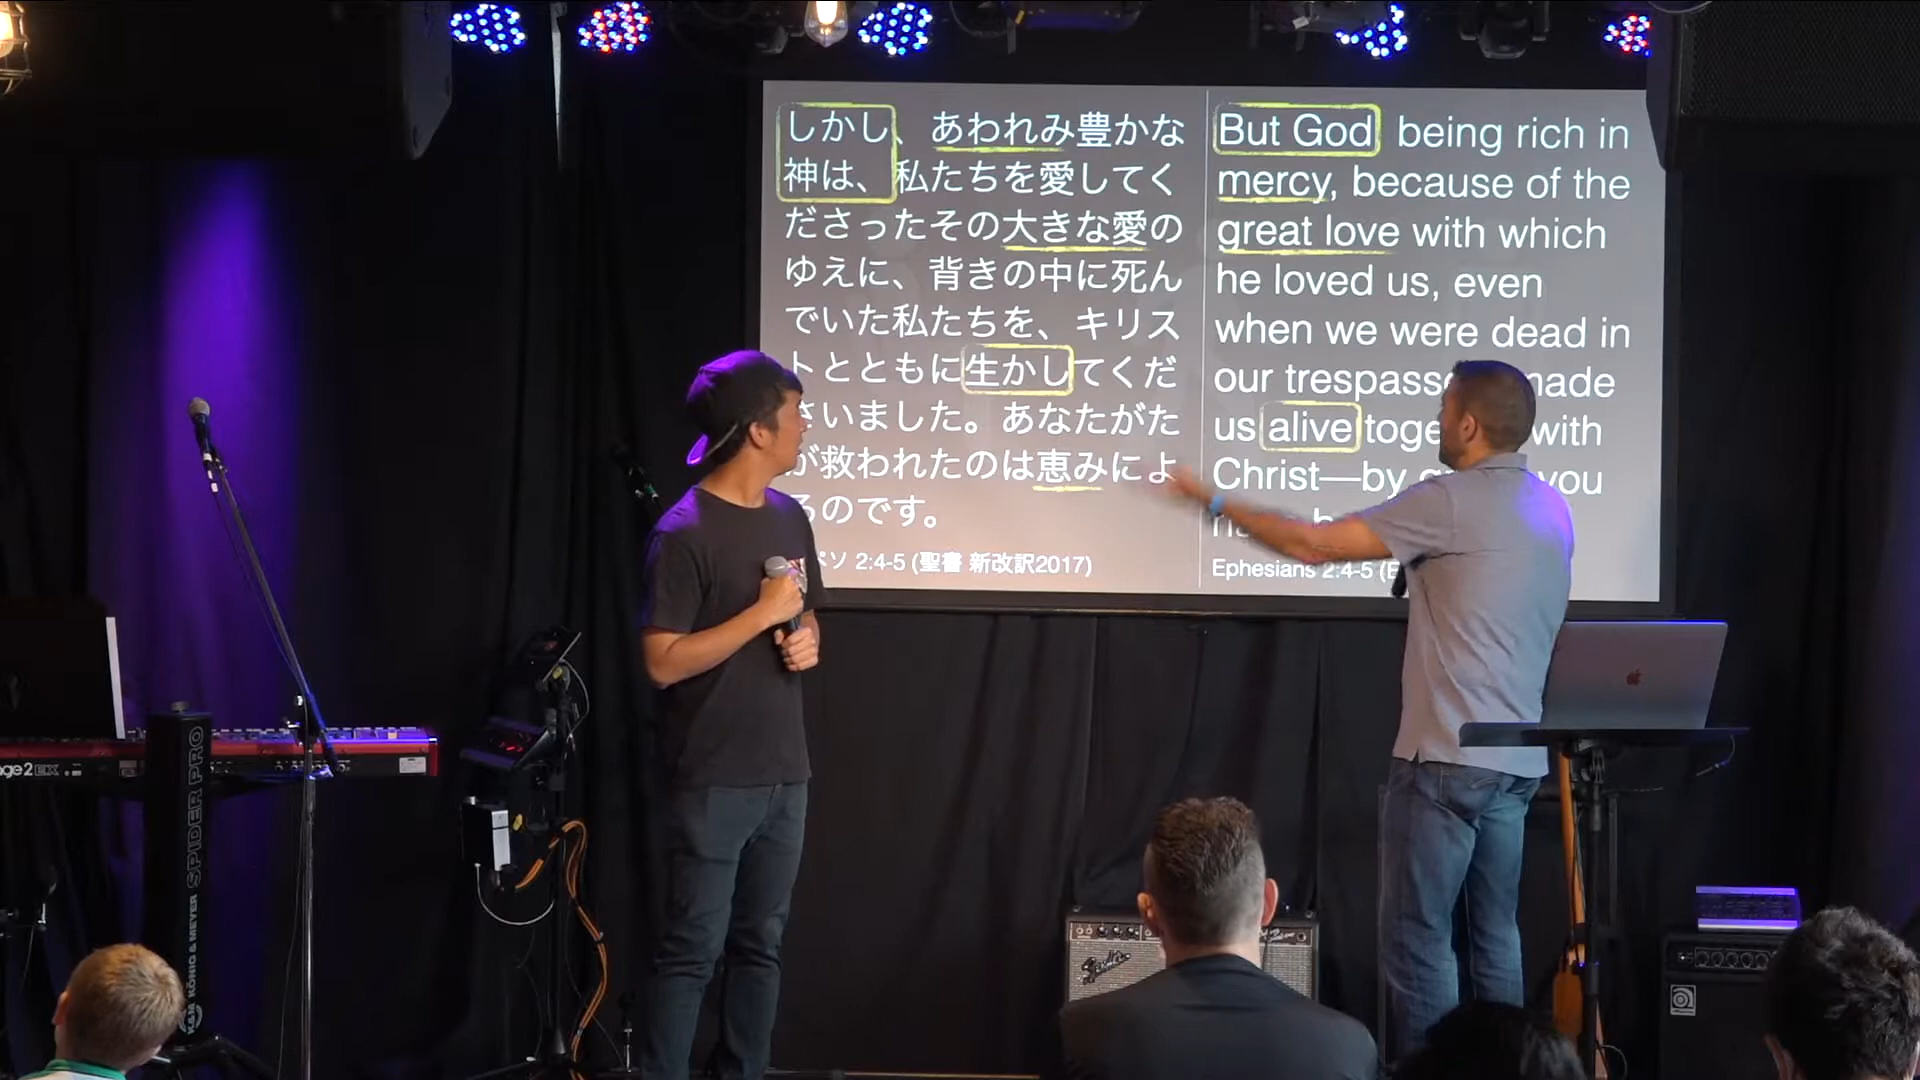 しかし、あわれみ豊かな
神は、私たちを愛してく
ださったその大きな愛の
ゆえに、背きの中に死ん
でいた私たちを、キリス
トとともに生かしてくだ
さいました。あなたがた
が救われたのは恵みによ
るのです。
2:4-5 (聖書 新改訳2017)
But God being rich in
mercy, because of the
great love with which
he loved us, even
when we were dead in
our
us alive with
Christ—by you
Ephesians 2:4-5
SPIDER PRO
K&M KÖNIG & MEYER
Fender